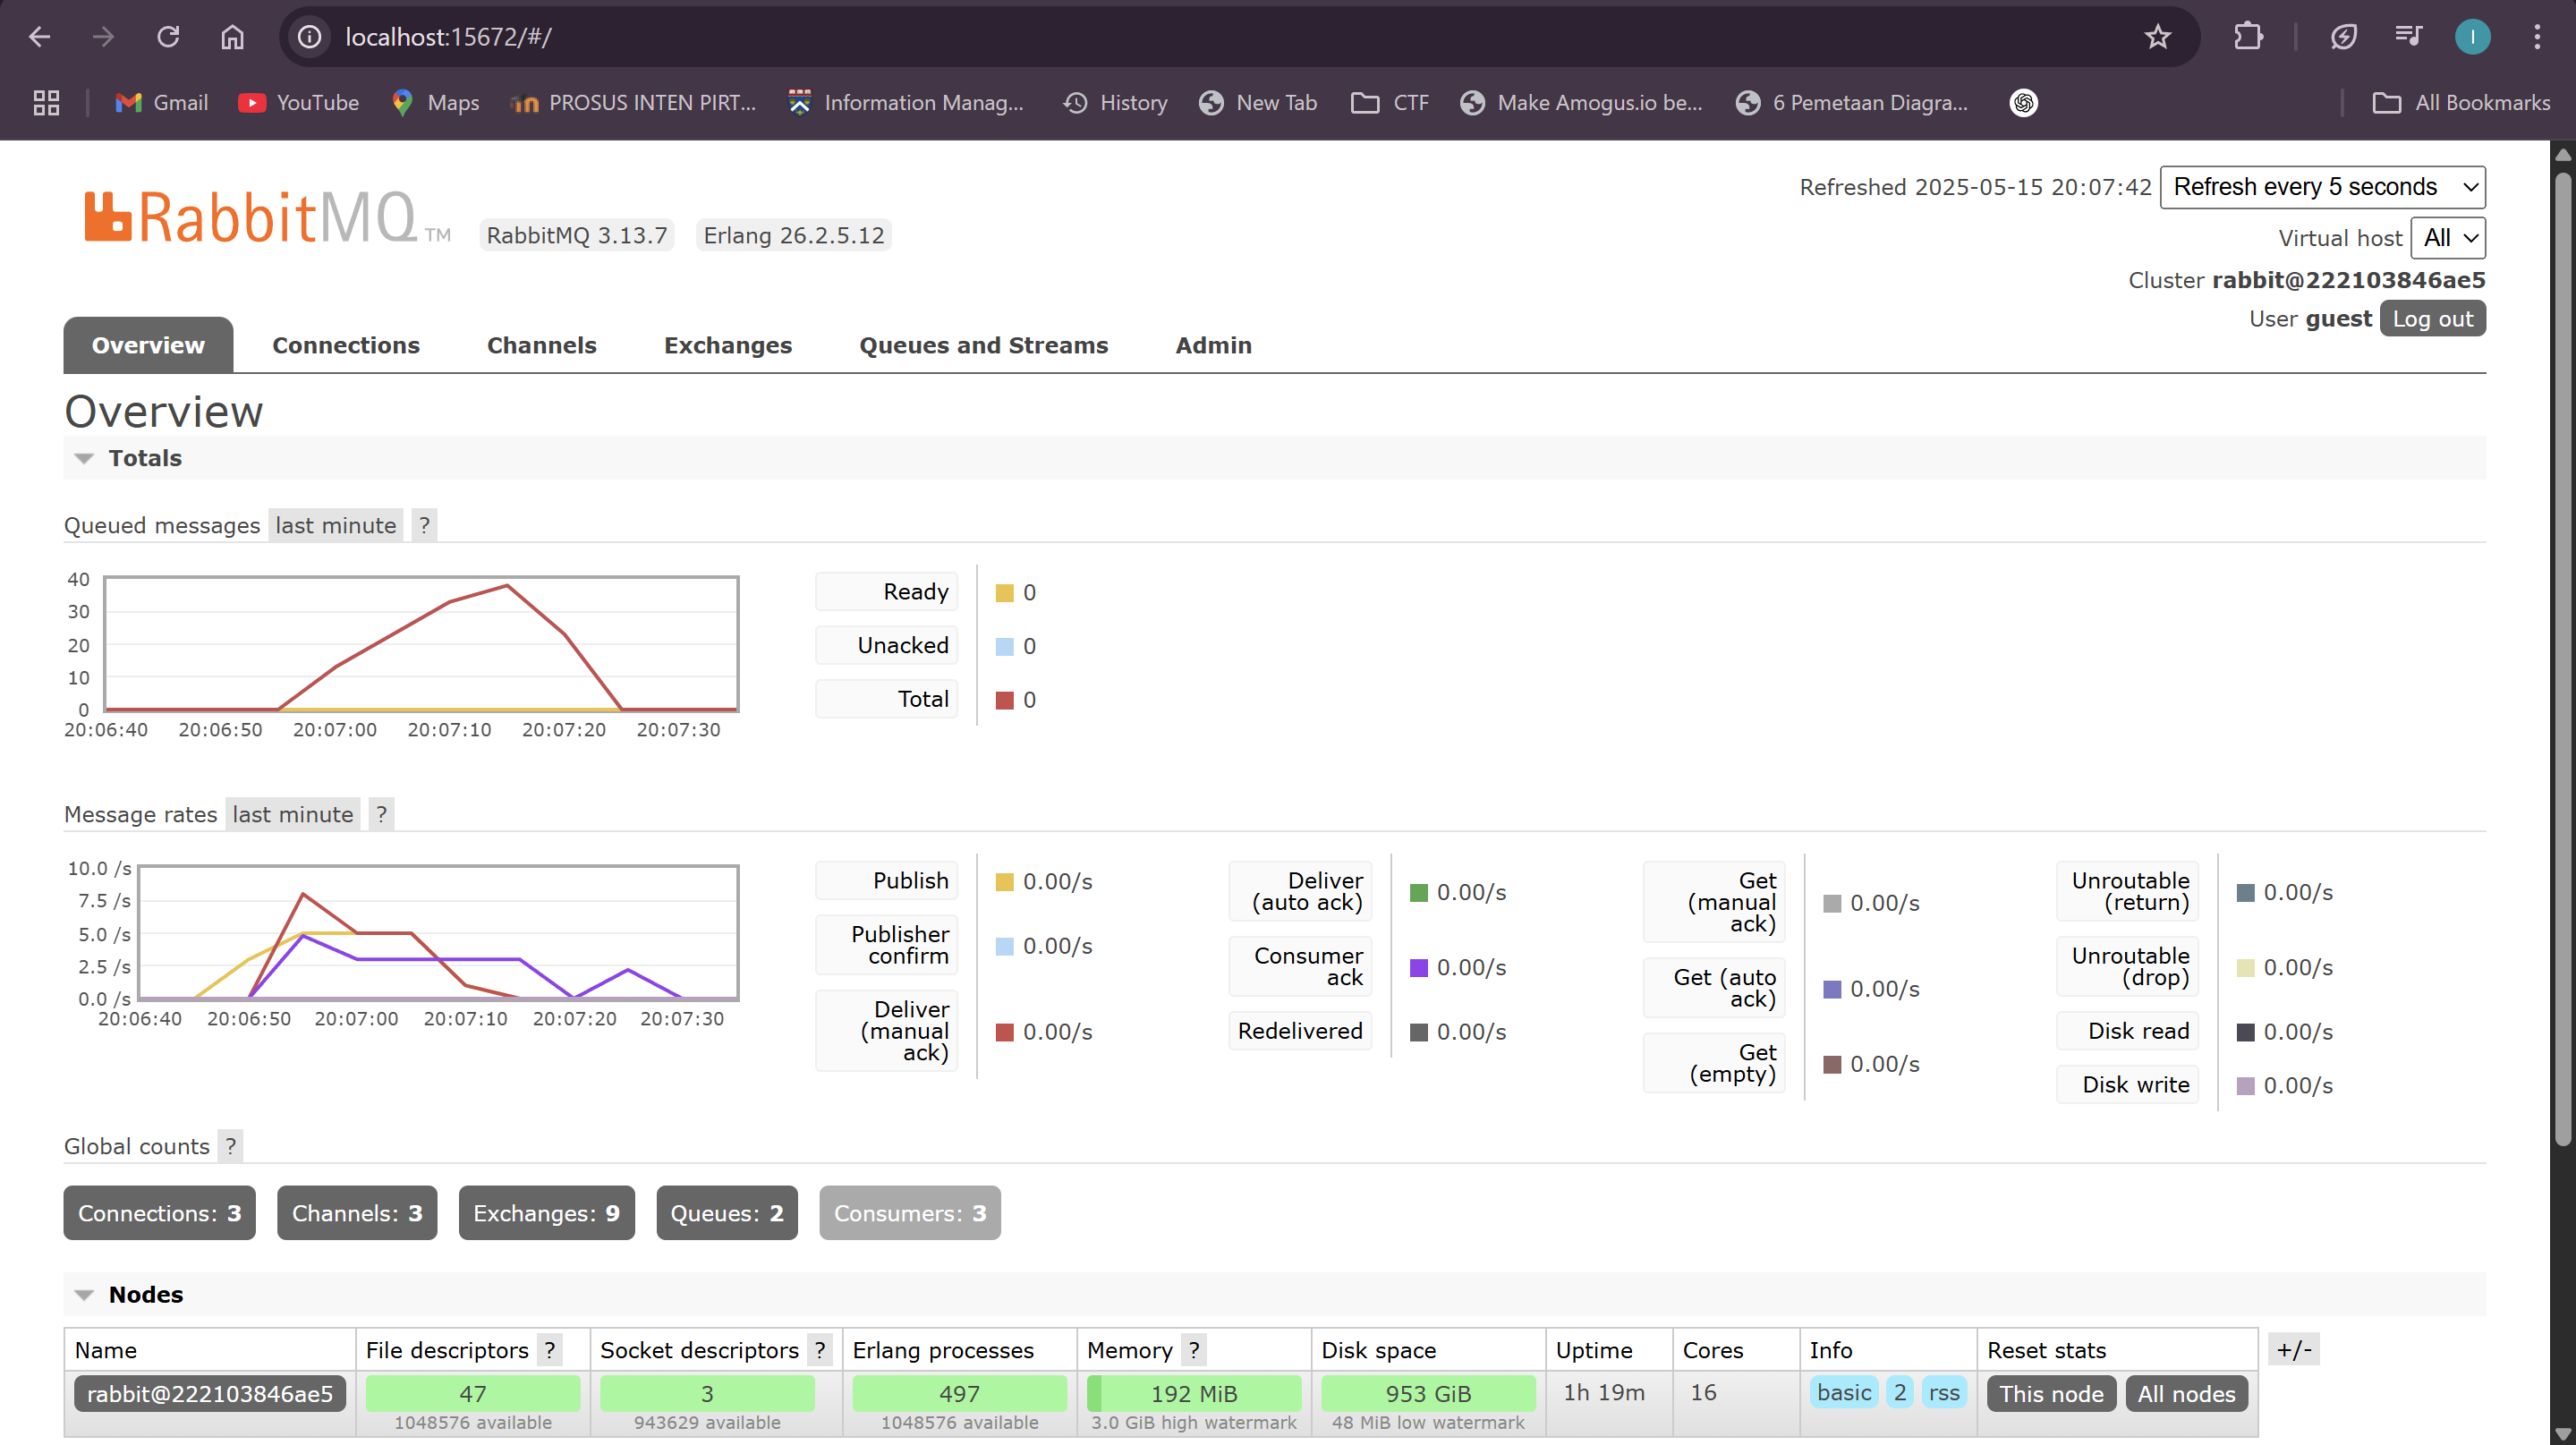 localhost:15672/#/
I
Gmail YouTube Maps PROSUS INTEN PIRT... Information Manag... History New Tab CTF Make Amogus.io be... 6 Pemetaan Diagra... All Bookmarks
RabbitMQ TM RabbitMQ 3.13.7 Erlang 26.2.5.12
Refreshed 2025-05-15 20:07:42 Refresh every 5 seconds
Virtual host All
Cluster rabbit@222103846ae5
User guest Log out
Overview Connections Channels Exchanges Queues and Streams Admin
Overview
Totals
Queued messages last minute ?
40
30
20
10
0
20:06:40 20:06:50 20:07:00 20:07:10 20:07:20 20:07:30
Ready 0
Unacked 0
Total 0
Message rates last minute ?
10.0 /s
7.5 /s
5.0 /s
2.5 /s
0.0 /s
20:06:40 20:06:50 20:07:00 20:07:10 20:07:20 20:07:30
Publish 0.00/s
Publisher
confirm 0.00/s
Deliver
(manual
ack) 0.00/s
Deliver
(auto ack) 0.00/s
Consumer
ack 0.00/s
Redelivered 0.00/s
Get
(manual
ack) 0.00/s
Get (auto
ack) 0.00/s
Get
(empty) 0.00/s
Unroutable
(return) 0.00/s
Unroutable
(drop) 0.00/s
Disk read 0.00/s
Disk write 0.00/s
Global counts ?
Connections: 3 Channels: 3 Exchanges: 9 Queues: 2 Consumers: 3
Nodes
Name File descriptors ? Socket descriptors ? Erlang processes Memory ? Disk space Uptime Cores Info Reset stats +/-
rabbit@222103846ae5 47 3 497 192 MiB 953 GiB 1h 19m 16 basic 2 rss This node All nodes
1048576 available 943629 available 1048576 available 3.0 GiB high watermark 48 MiB low watermark